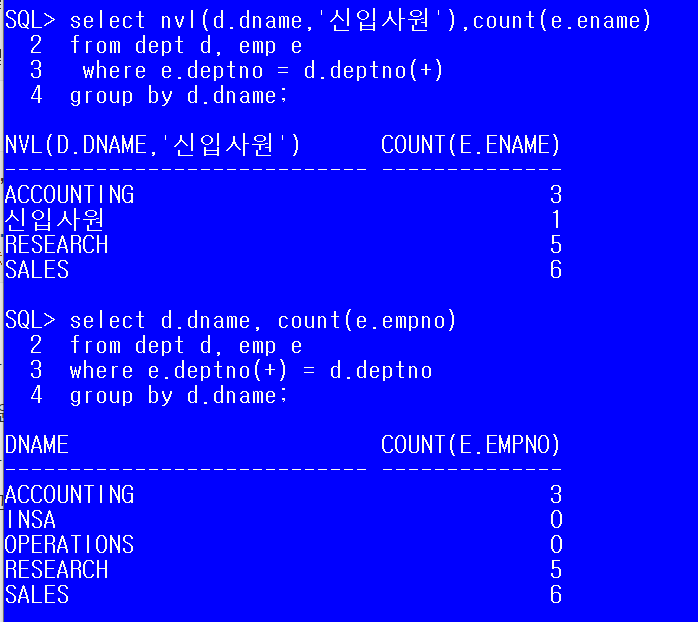 SQL> select nvl(d.dname,'신입사원'),count(e.ename)
2 from dept d, emp e
3 where e.deptno = d.deptno(+)
4 group by d.dname;
NVL(D.DNAME,'신입사원') COUNT(E.ENAME)
---------------------------- --------------
ACCOUNTING 3
신입사원 1
RESEARCH 5
SALES 6
SQL> select d.dname, count(e.empno)
2 from dept d, emp e
3 where e.deptno(+) = d.deptno
4 group by d.dname;
DNAME COUNT(E.EMPNO)
---------------------------- --------------
ACCOUNTING 3
INSA 0
OPERATIONS 0
RESEARCH 5
SALES 6